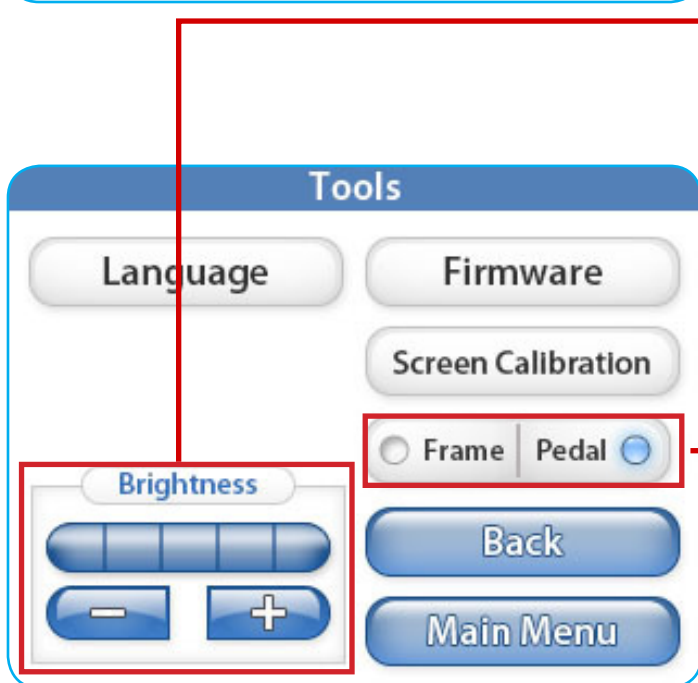 Tools
Language Firmware
Screen Calibration
Frame Pedal
Brightness
Back
Main Menu